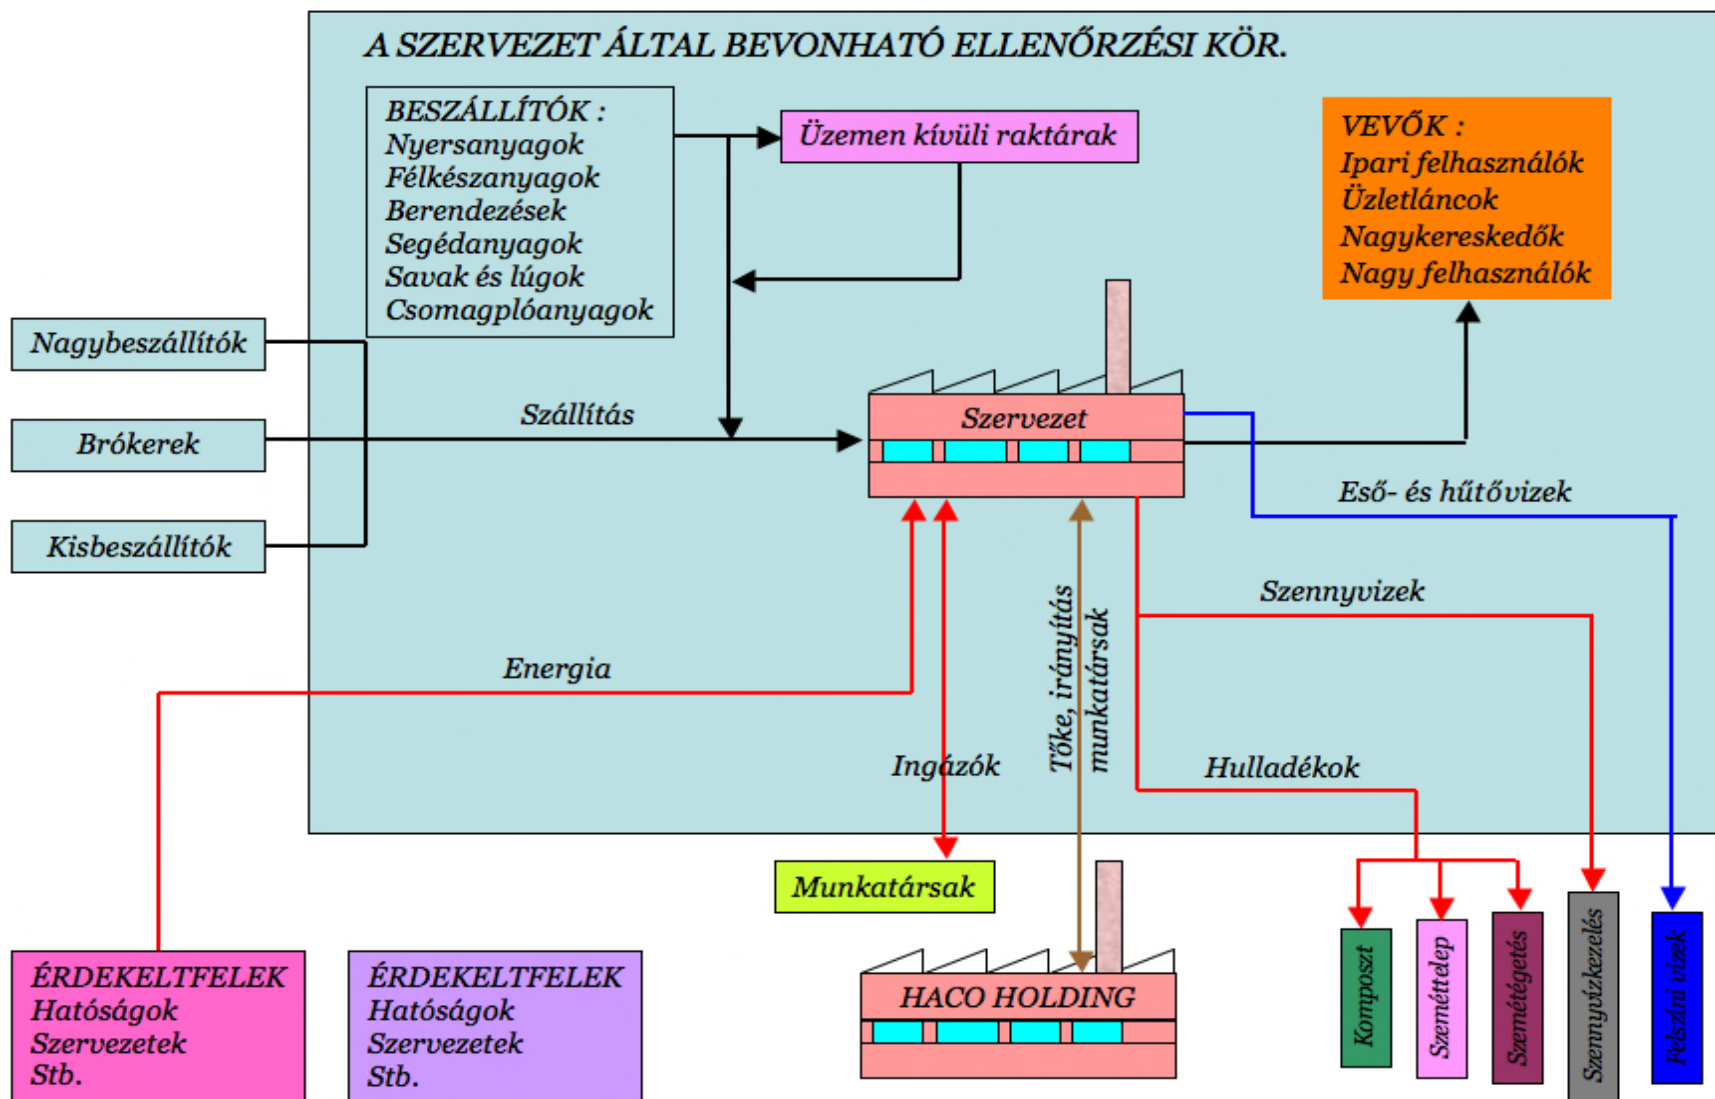 A SZERVEZET ÁLTAL BEVONHATÓ ELLENŐRZÉSI KÖR.
BESZÁLLÍTÓK :
Nyersanyagok
Félkészanyagok
Berendezések
Segédanyagok
Savak és lúgok
Csomagplóanyagok
Üzemen kívüli raktárak
VEVŐK :
Ipari felhasználók
Üzletláncok
Nagykereskedők
Nagy felhasználók
Nagybeszállítók
Brókerek
Kisbeszállítók
Szállítás
Szervezet
Eső- és hűtővizek
Szennyvizek
Energia
Ingázók
Tőke, irányítás
munkatársak
Hulladékok
Munkatársak
HACO HOLDING
ÉRDEKELTFELEK
Hatóságok
Szervezetek
Stb.
ÉRDEKELTFELEK
Hatóságok
Szervezetek
Stb.
Komposzt
Szeméttelep
Szemétégetés
Szennyvízkezelés
Felszíni vizek